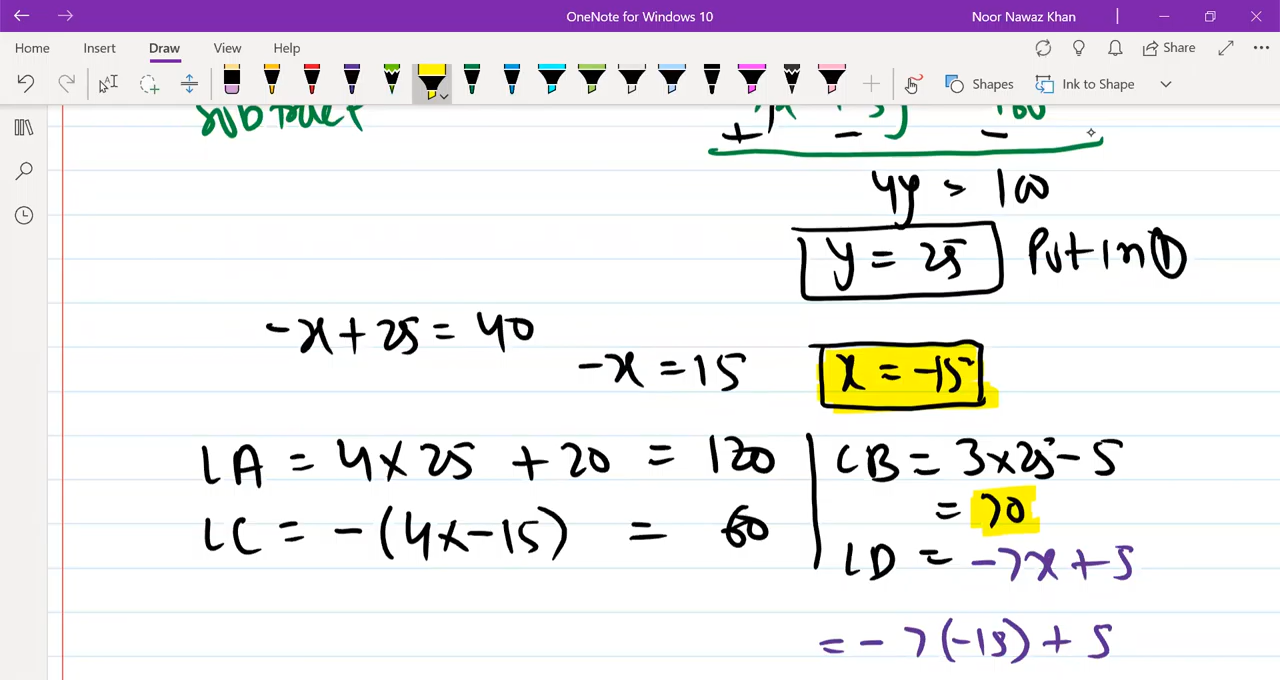 OneNote for Windows 10
Noor Nawaz Khan
Home Insert Draw View Help
Share
Shapes Ink to Shape
Subtract
+ − −
4y = 100
y = 25 Put in ①
-x + 25 = 40
-x = 15 x = -15
∠A = 4×25 + 20 = 120
∠C = -(4×-15) = 60
∠B = 3×25 - 5
= 70
∠D = -7x + 5
= -7(-15) + 5